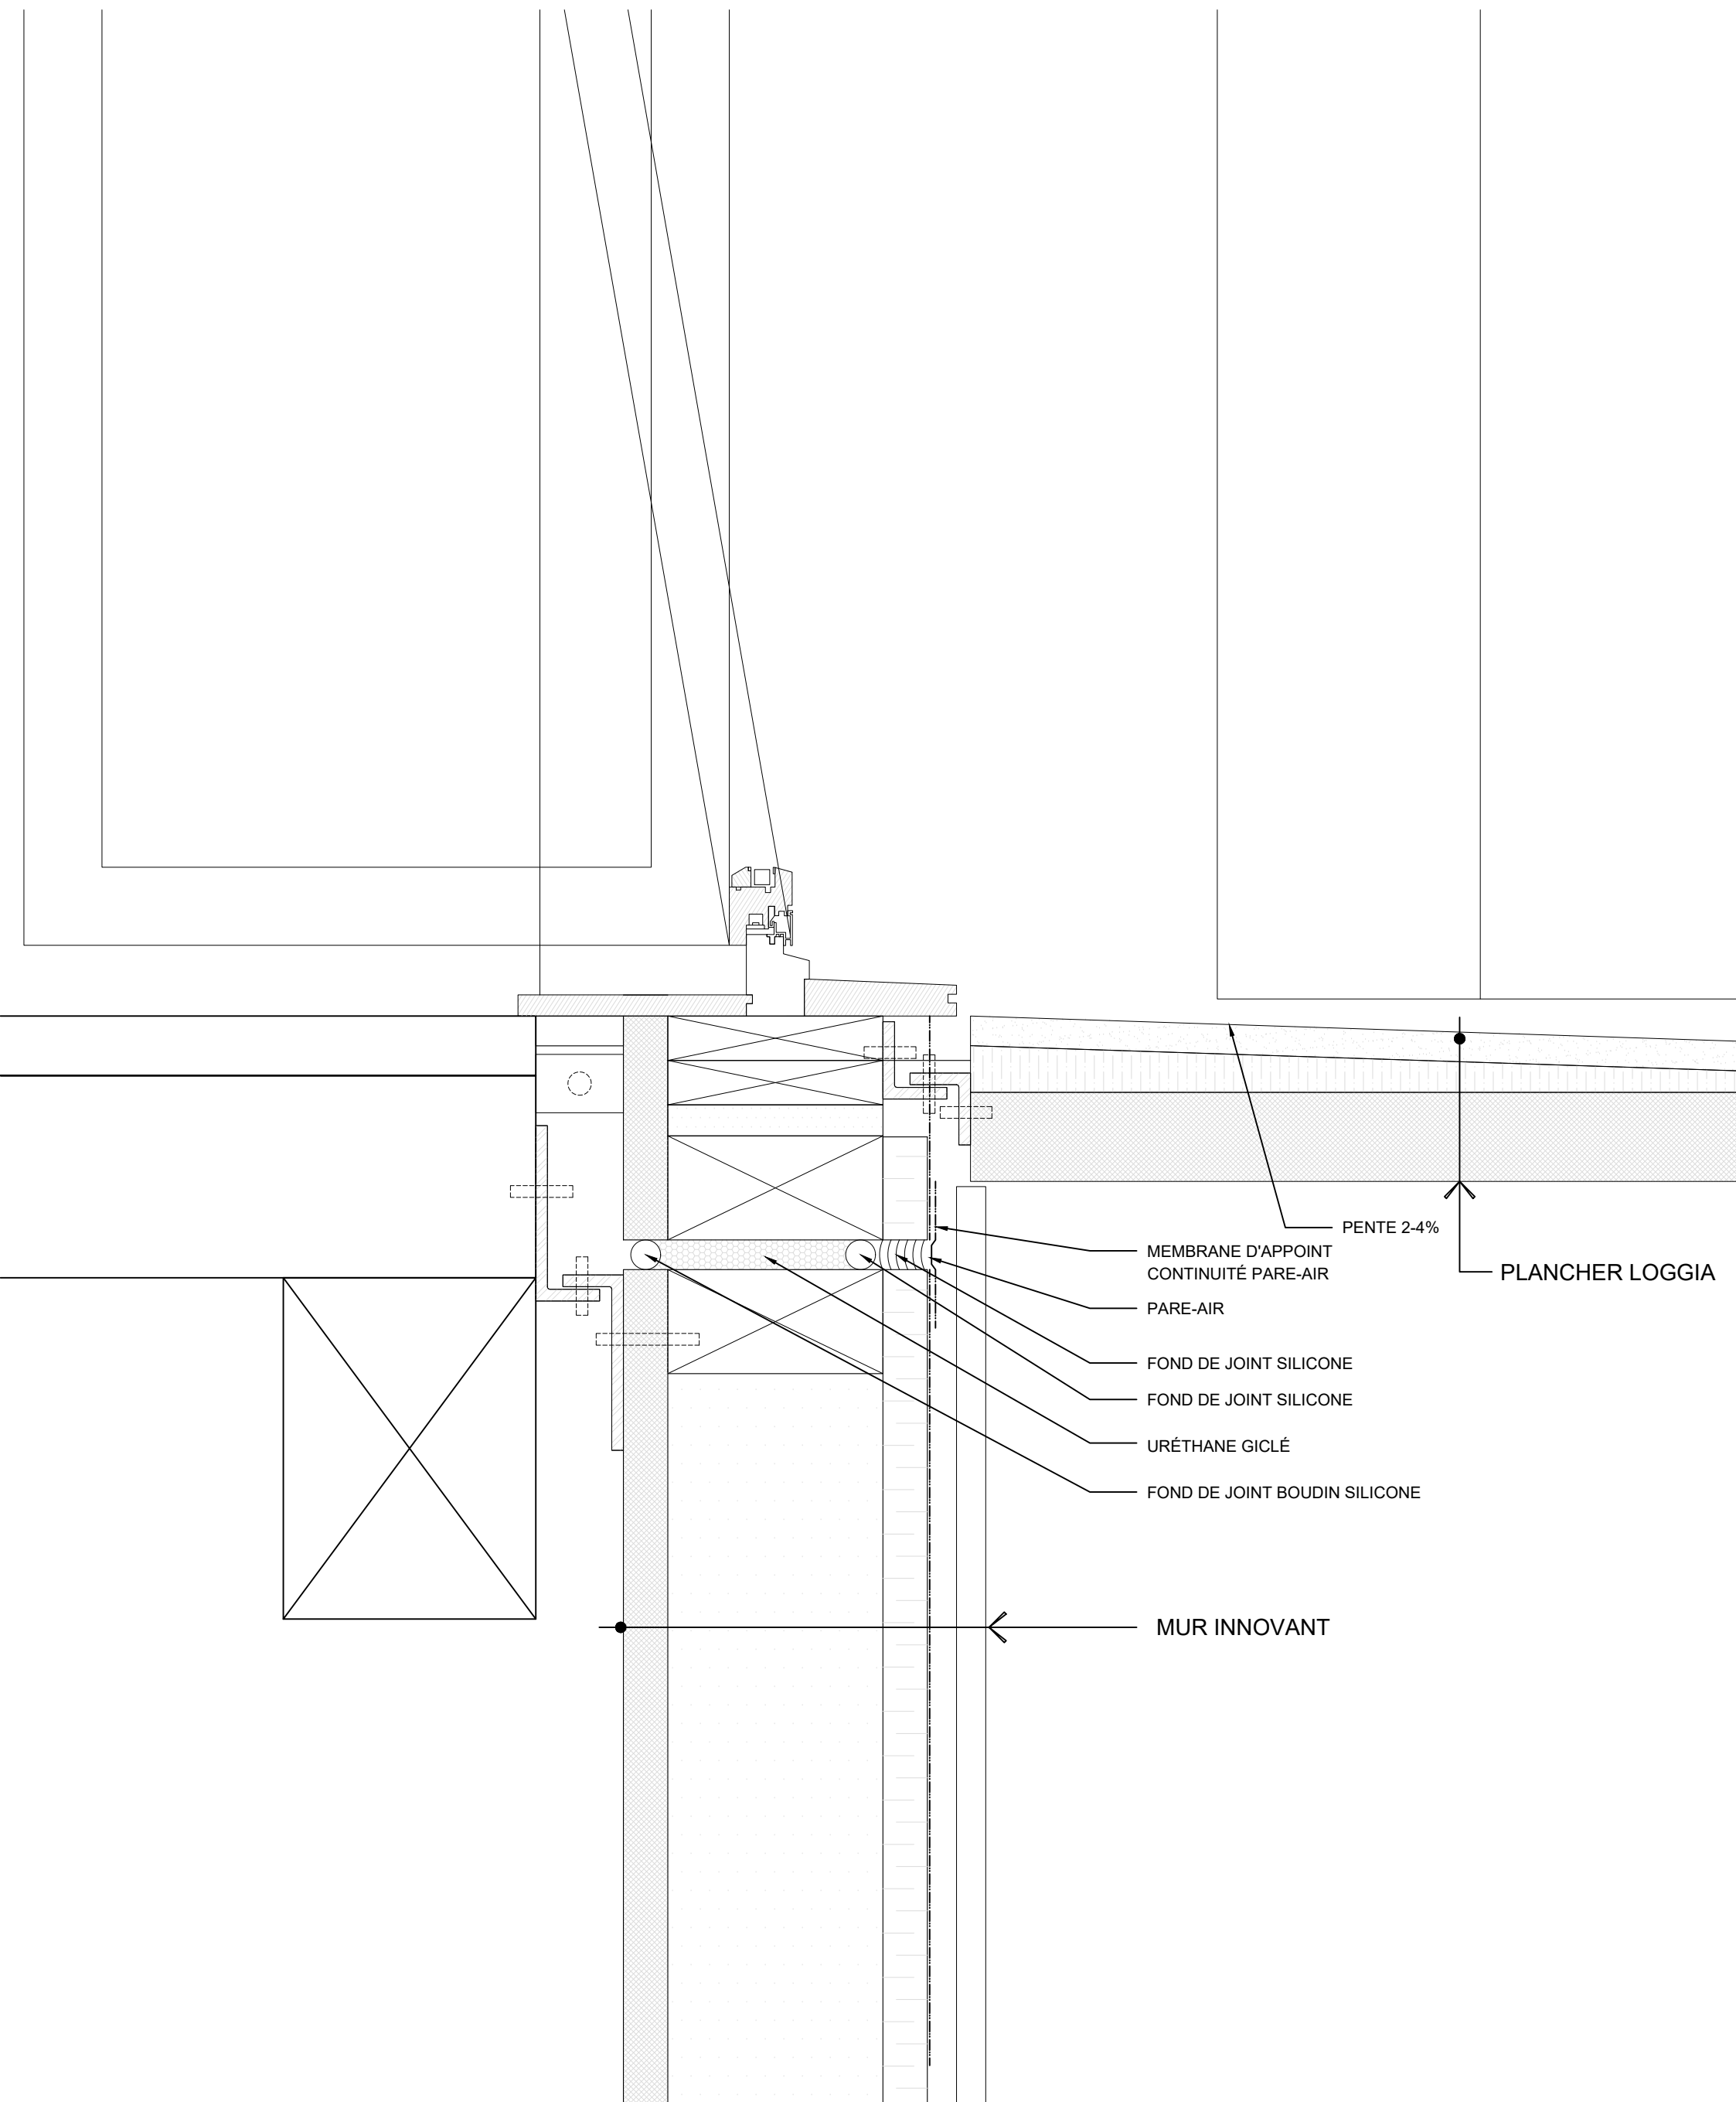 PENTE 2-4%
MEMBRANE D'APPOINT
CONTINUITÉ PARE-AIR
PLANCHER LOGGIA
PARE-AIR
FOND DE JOINT SILICONE
FOND DE JOINT SILICONE
URÉTHANE GICLÉ
FOND DE JOINT BOUDIN SILICONE
MUR INNOVANT